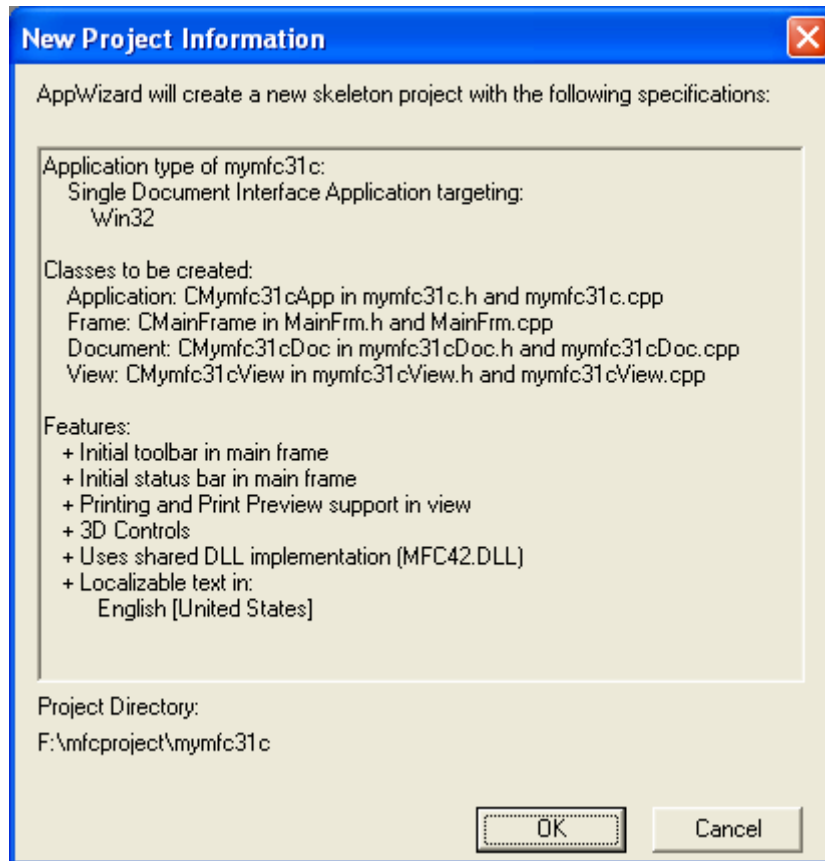 New Project Information
AppWizard will create a new skeleton project with the following specifications:
Application type of mymfc31c:
Single Document Interface Application targeting:
Win32
Classes to be created:
Application: CMymfc31cApp in mymfc31c.h and mymfc31c.cpp
Frame: CMainFrame in MainFrm.h and MainFrm.cpp
Document: CMymfc31cDoc in mymfc31cDoc.h and mymfc31cDoc.cpp
View: CMymfc31cView in mymfc31cView.h and mymfc31cView.cpp
Features:
+ Initial toolbar in main frame
+ Initial status bar in main frame
+ Printing and Print Preview support in view
+ 3D Controls
+ Uses shared DLL implementation (MFC42.DLL)
+ Localizable text in:
English [United States]
Project Directory:
F:\mfcproject\mymfc31c
OK Cancel